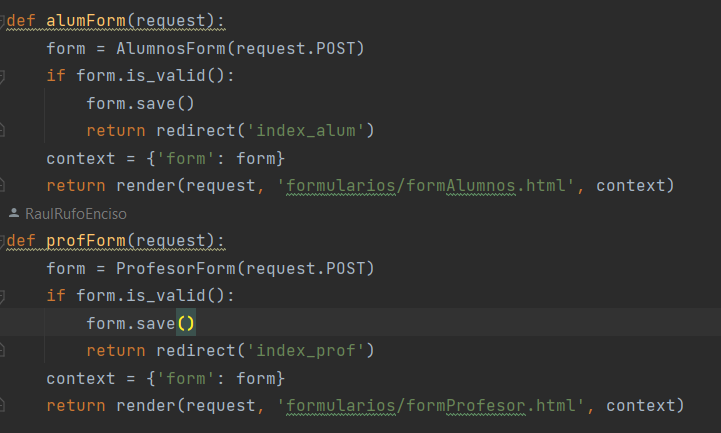 def alumForm(request):
    form = AlumnosForm(request.POST)
    if form.is_valid():
        form.save()
        return redirect('index_alum')
    context = {'form': form}
    return render(request, 'formularios/formAlumnos.html', context)
RaulRufoEnciso
def profForm(request):
    form = ProfesorForm(request.POST)
    if form.is_valid():
        form.save()
        return redirect('index_prof')
    context = {'form': form}
    return render(request, 'formularios/formProfesor.html', context)